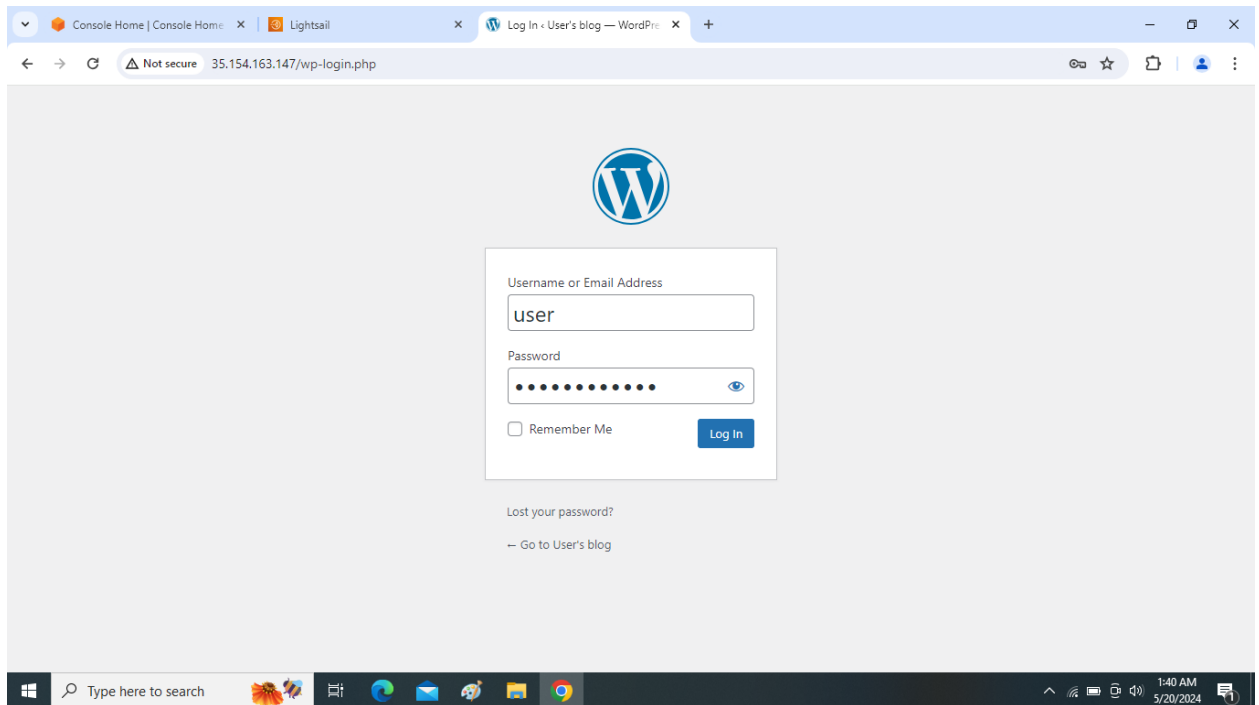 Console Home | Console Home
Lightsail
Log In ‹ User's blog — WordPre
Not secure
35.154.163.147/wp-login.php
Username or Email Address
user
Password
Remember Me
Log In
Lost your password?
← Go to User's blog
Type here to search
1:40 AM
5/20/2024
1